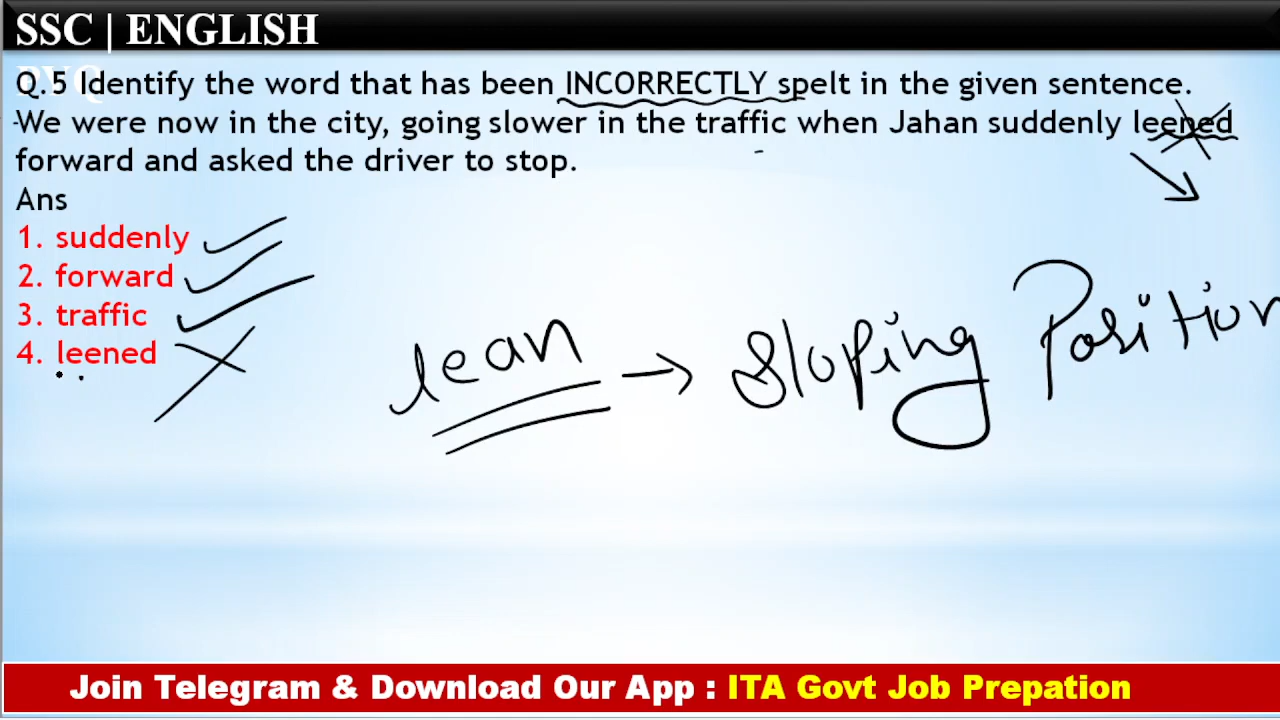 SSC | ENGLISH
PYQ
Q.5 Identify the word that has been INCORRECTLY spelt in the given sentence.
We were now in the city, going slower in the traffic when Jahan suddenly leened
forward and asked the driver to stop.
Ans
1. suddenly
2. forward
3. traffic
4. leened
lean → Sloping Position
Join Telegram & Download Our App : ITA Govt Job Prepation